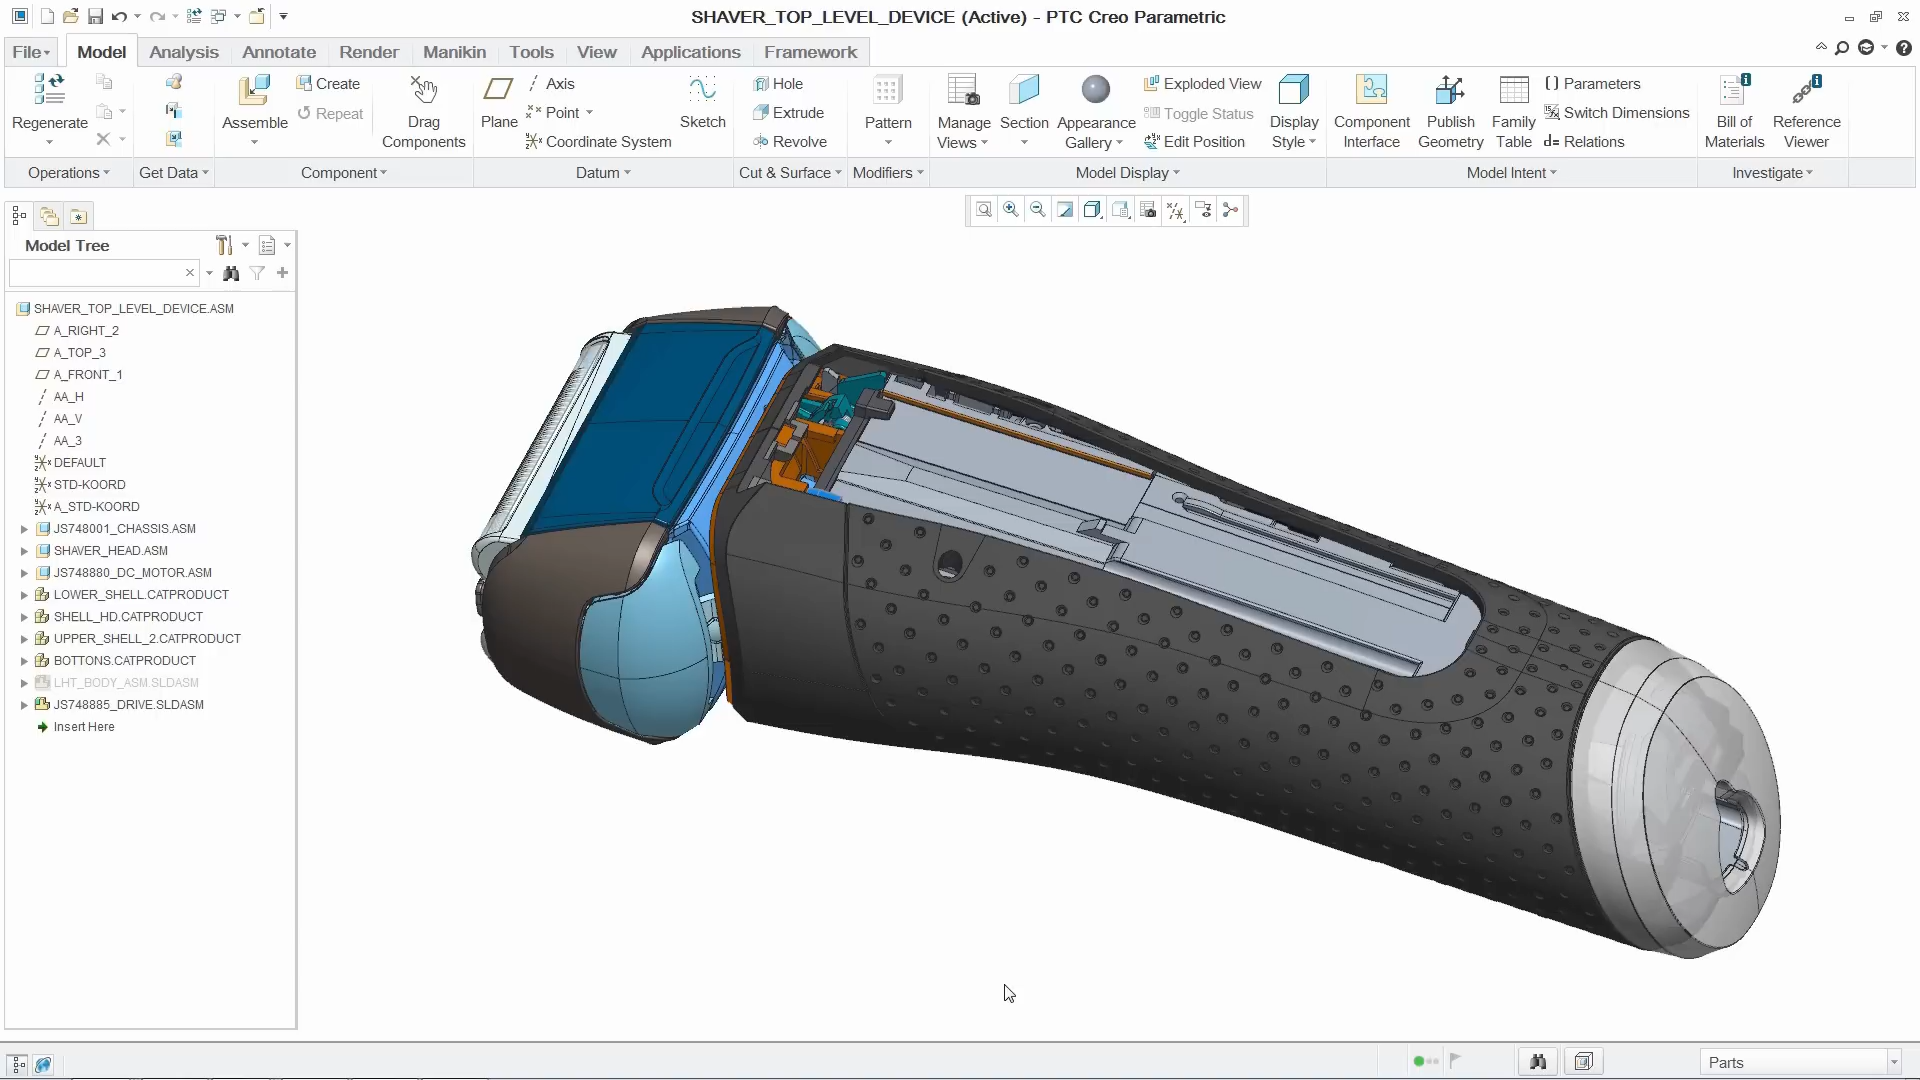 SHAVER_TOP_LEVEL_DEVICE (Active) - PTC Creo Parametric
File Model Analysis Annotate Render Manikin Tools View Applications Framework
Regenerate
Operations
Get Data
Assemble
Create
Repeat
Drag
Components
Component
Plane
Axis
Point
Coordinate System
Sketch
Datum
Hole
Extrude
Revolve
Cut & Surface
Pattern
Modifiers
Manage
Views
Section
Appearance
Gallery
Exploded View
Toggle Status
Edit Position
Display
Style
Model Display
Component
Interface
Publish
Geometry
Family
Table
Parameters
Switch Dimensions
d= Relations
Model Intent
Bill of
Materials
Reference
Viewer
Investigate
Model Tree
SHAVER_TOP_LEVEL_DEVICE.ASM
A_RIGHT_2
A_TOP_3
A_FRONT_1
AA_H
AA_V
AA_3
DEFAULT
STD-KOORD
A_STD-KOORD
JS748001_CHASSIS.ASM
SHAVER_HEAD.ASM
JS748880_DC_MOTOR.ASM
LOWER_SHELL.CATPRODUCT
SHELL_HD.CATPRODUCT
UPPER_SHELL_2.CATPRODUCT
BOTTONS.CATPRODUCT
LHT_BODY_ASM.SLDASM
JS748885_DRIVE.SLDASM
Insert Here
Parts